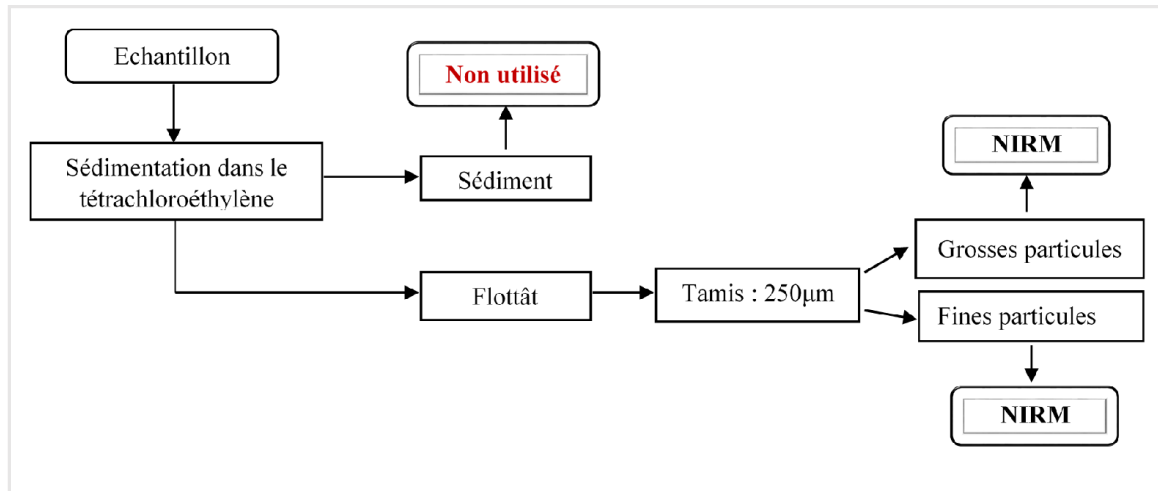 Echantillon
Non utilisé
Sédimentation dans le
tétrachloroéthylène
Sédiment
NIRM
Grosses particules
Flottât
Tamis : 250μm
Fines particules
NIRM